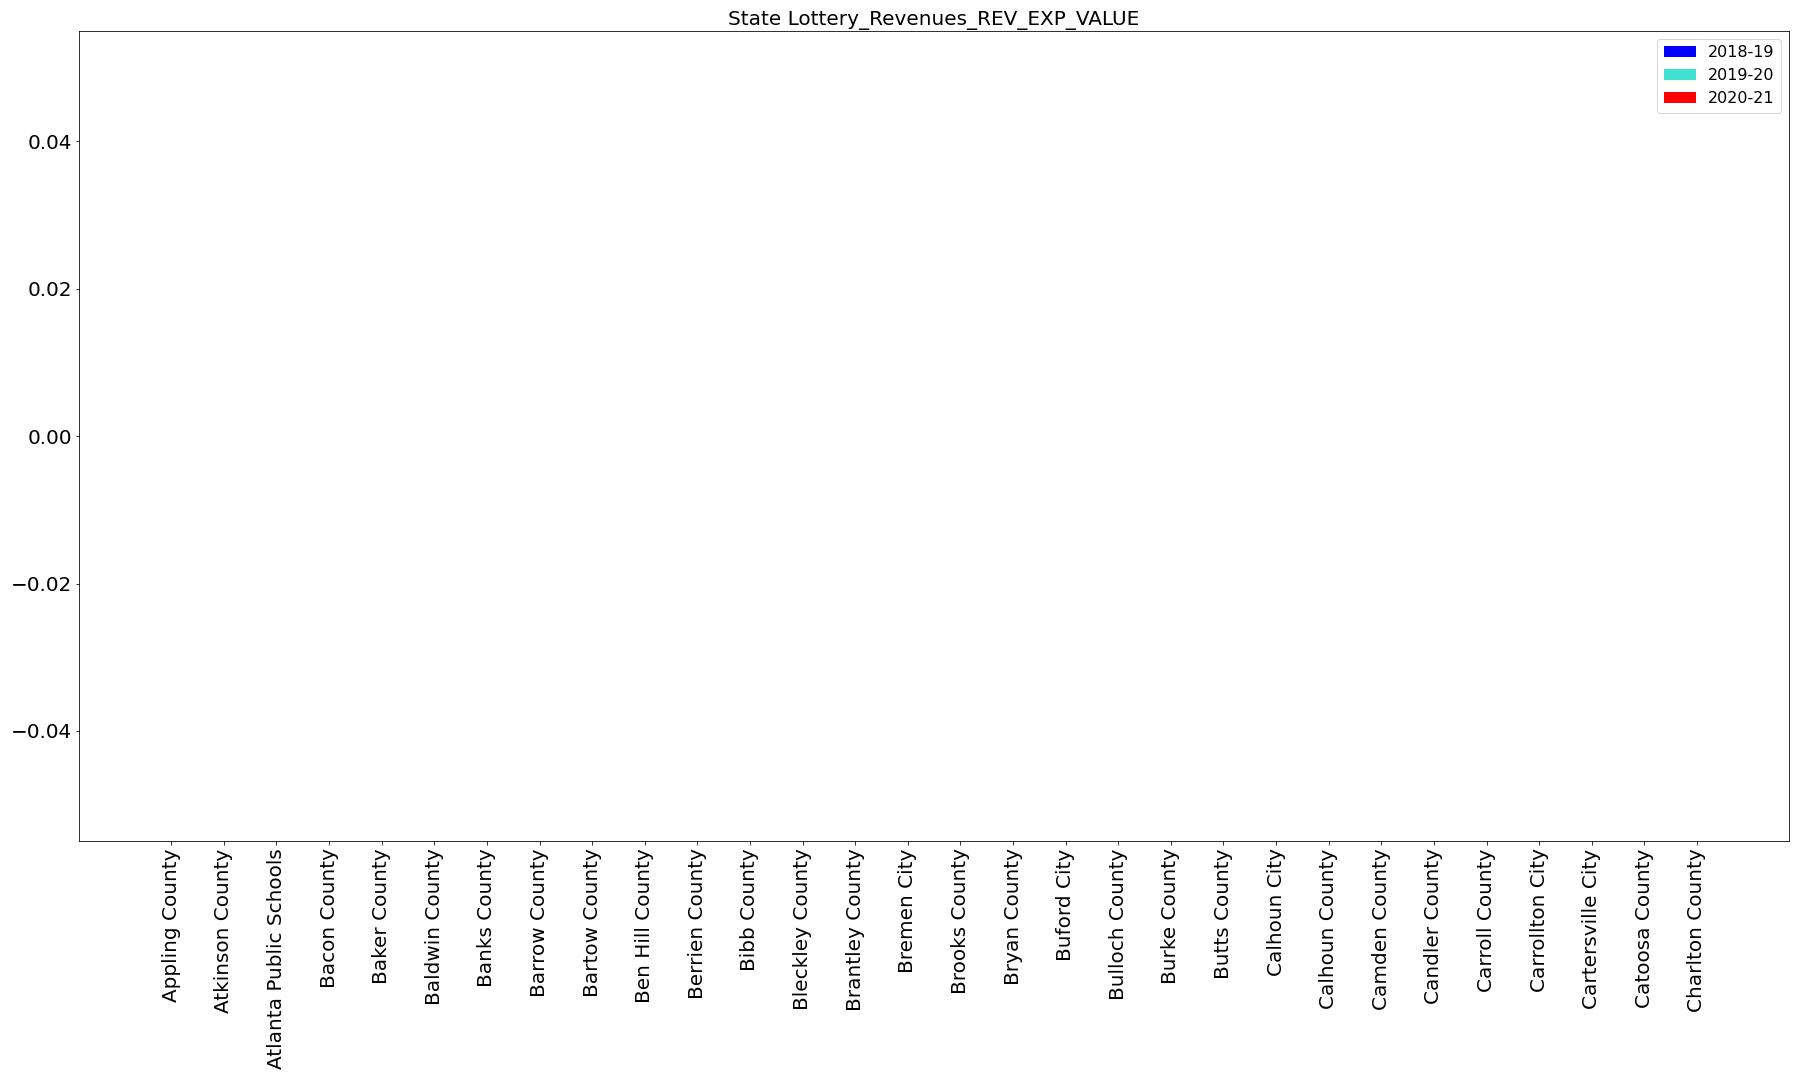 State Lottery_Revenues_REV_EXP_VALUE
2018-19
2019-20
2020-21
0.04
0.02
0.00
−0.02
−0.04
Appling County
Atkinson County
Atlanta Public Schools
Bacon County
Baker County
Baldwin County
Banks County
Barrow County
Bartow County
Ben Hill County
Berrien County
Bibb County
Bleckley County
Brantley County
Bremen City
Brooks County
Bryan County
Buford City
Bulloch County
Burke County
Butts County
Calhoun City
Calhoun County
Camden County
Candler County
Carroll County
Carrollton City
Cartersville City
Catoosa County
Charlton County